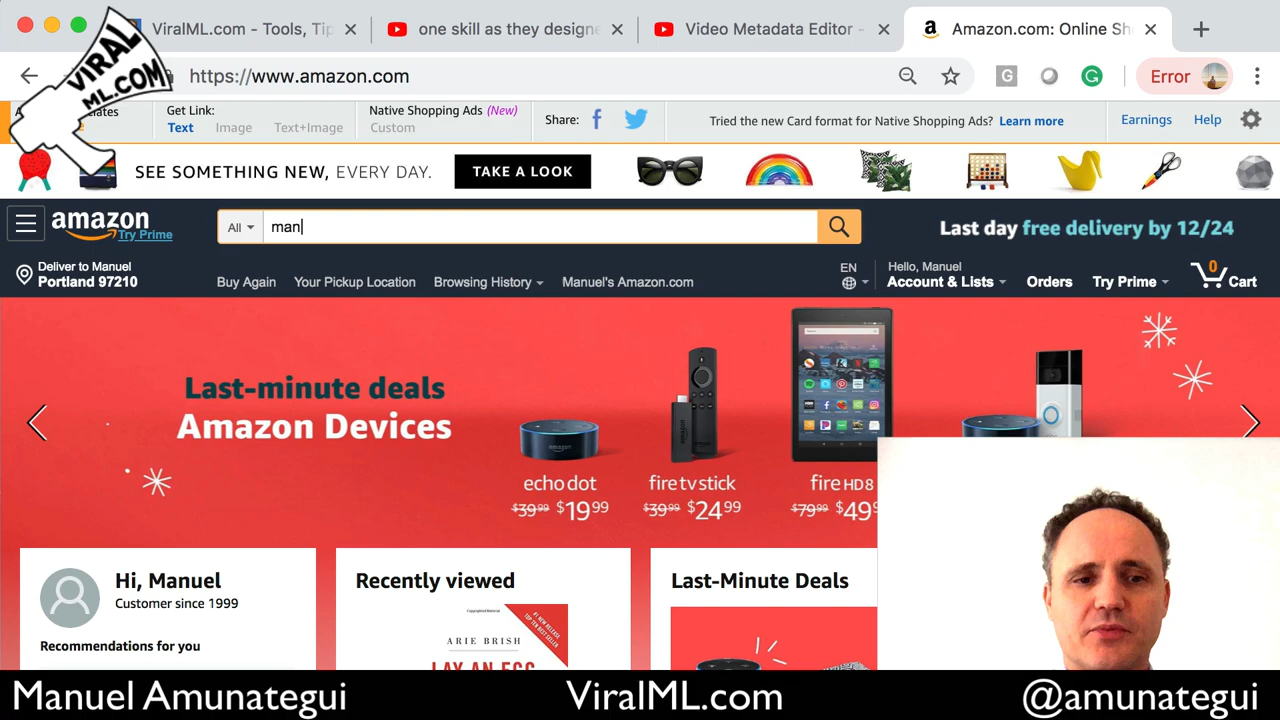 ViralML.com - Tools, Tip
one skill as they designe
Video Metadata Editor -
Amazon.com: Online Sh
VIRAL
ML.COM
https://www.amazon.com
Error
Get Link:
Text Image Text+Image
Native Shopping Ads (New)
Custom
Share:
Tried the new Card format for Native Shopping Ads? Learn more
Earnings Help
SEE SOMETHING NEW, EVERY DAY. TAKE A LOOK
amazon
Try Prime
All man
Last day free delivery by 12/24
Deliver to Manuel
Portland 97210
Buy Again Your Pickup Location Browsing History Manuel's Amazon.com
EN
Hello, Manuel
Account & Lists Orders Try Prime 0 Cart
Last-minute deals
Amazon Devices
echo dot fire tv stick fire HD 8
$39.99 $19.99 $39.99 $24.99 $79.99 $49.9
Hi, Manuel
Customer since 1999
Recommendations for you
Recently viewed
#1 NEW RELEASE
ARIE BRISH
LAY AN EGG
Last-Minute Deals
Manuel Amunategui ViralML.com @amunategui